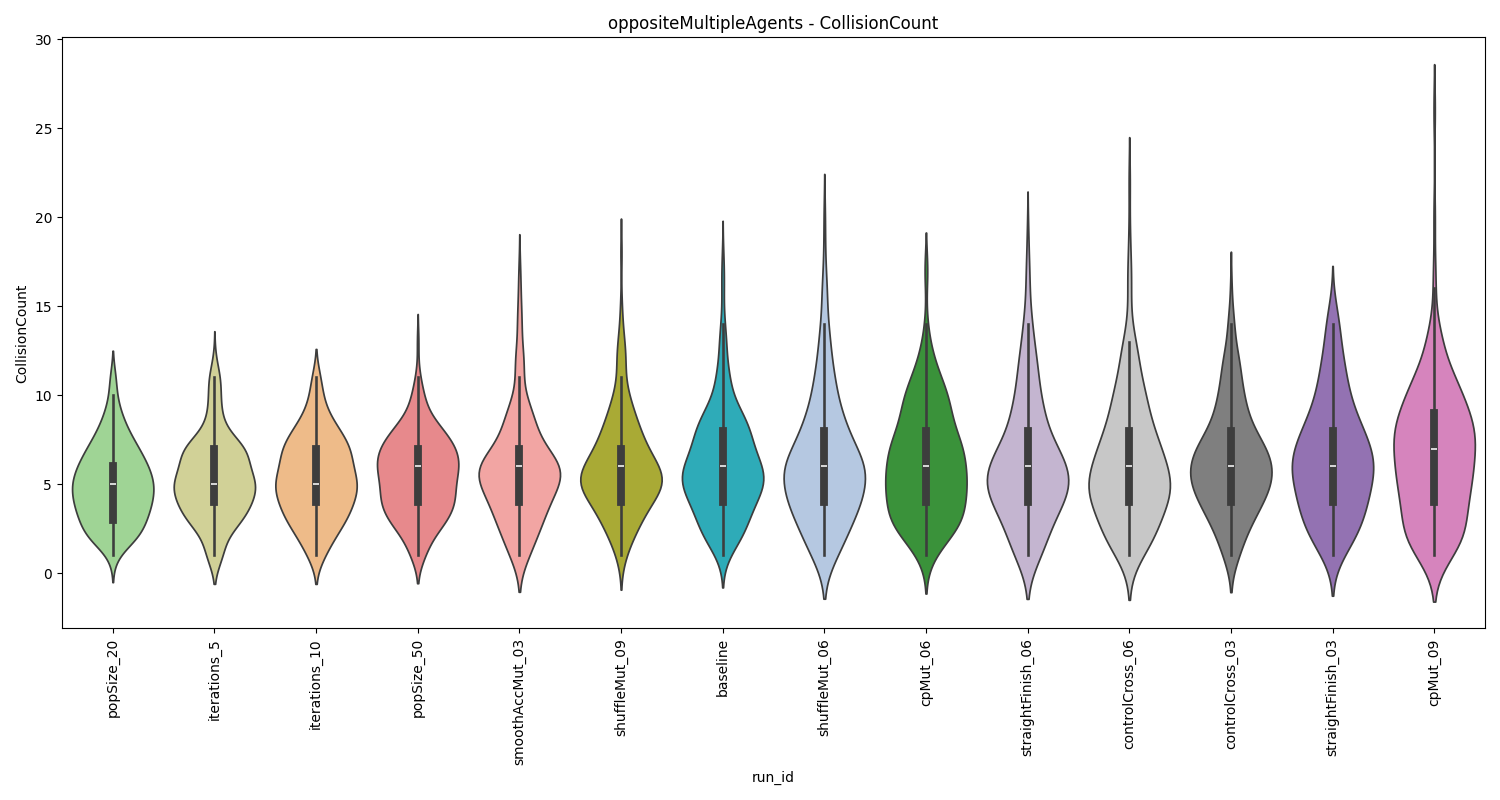 oppositeMultipleAgents - CollisionCount
CollisionCount
30
25
20
15
10
5
0
popSize_20
iterations_5
iterations_10
popSize_50
smoothAccMut_03
shuffleMut_09
baseline
shuffleMut_06
cpMut_06
straightFinish_06
controlCross_06
controlCross_03
straightFinish_03
cpMut_09
run_id